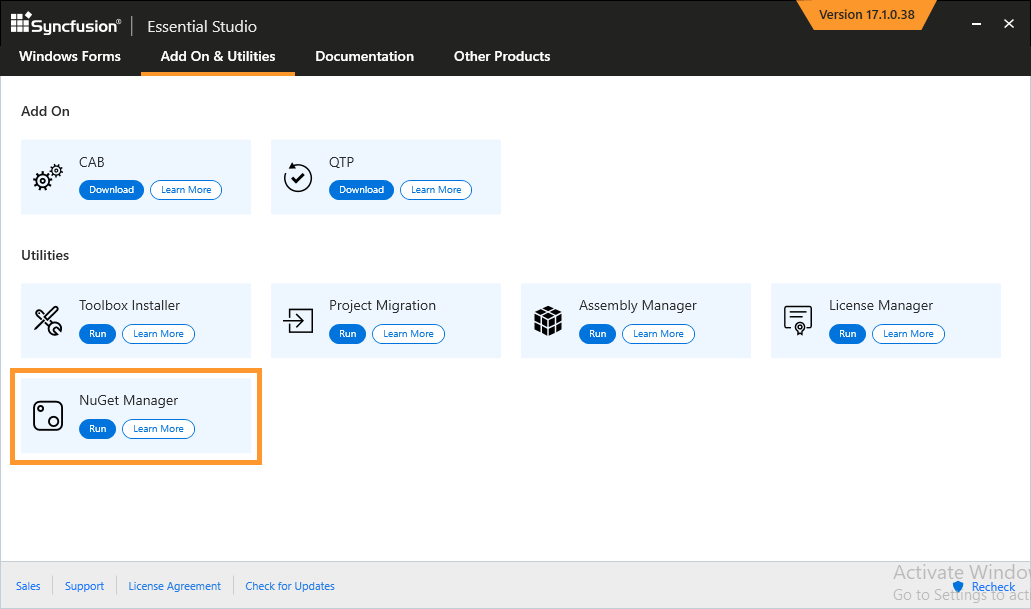 Syncfusion® | Essential Studio
Version 17.1.0.38
Windows Forms Add On & Utilities Documentation Other Products
Add On
CAB
Download Learn More
QTP
Download Learn More
Utilities
Toolbox Installer
Run Learn More
Project Migration
Run Learn More
Assembly Manager
Run Learn More
License Manager
Run Learn More
NuGet Manager
Run Learn More
Activate Windo
Go to Settings to acti
Sales Support License Agreement Check for Updates Recheck